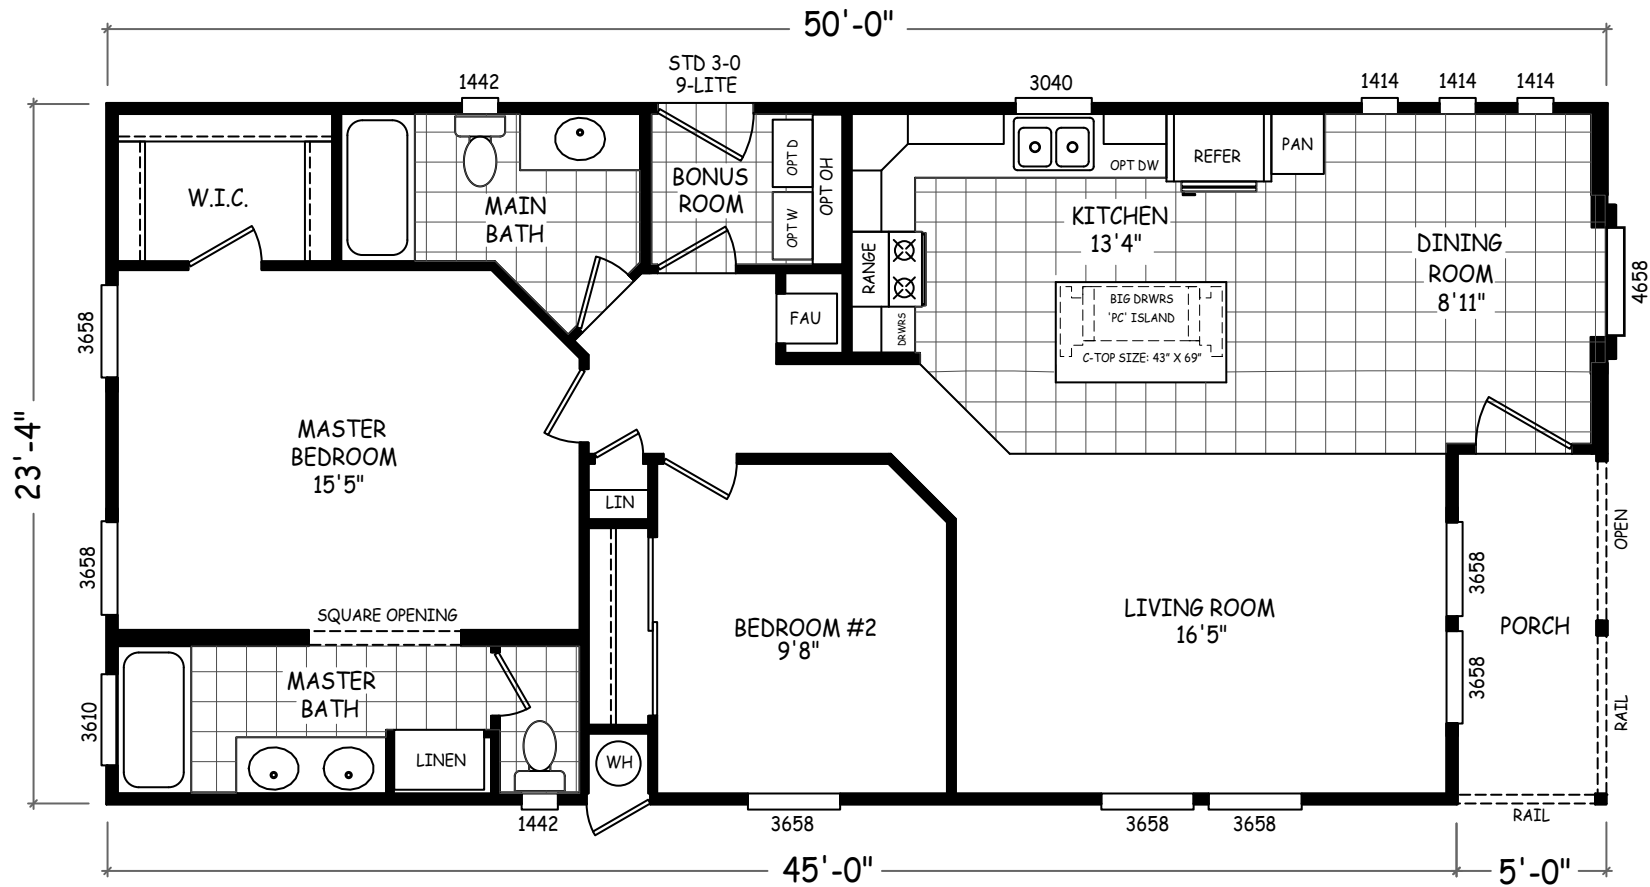 50'-0"
STD 3-0
9-LITE
1442
3040
1414
1414
1414
W.I.C.
MAIN
BATH
BONUS
ROOM
OPT D
OPT W
OPT OH
OPT DW
REFER
PAN
KITCHEN
13'4"
DINING
ROOM
8'11"
4658
RANGE
DRWRS
FAU
BIG DRWRS
'PC' ISLAND
C-TOP SIZE: 43" X 69"
3658
23'-4"
MASTER
BEDROOM
15'5"
LIN
3658
OPEN
3658
SQUARE OPENING
BEDROOM #2
9'8"
LIVING ROOM
16'5"
PORCH
3658
RAIL
MASTER
BATH
3610
LINEN
WH
1442
3658
3658
3658
RAIL
45'-0"
5'-0"